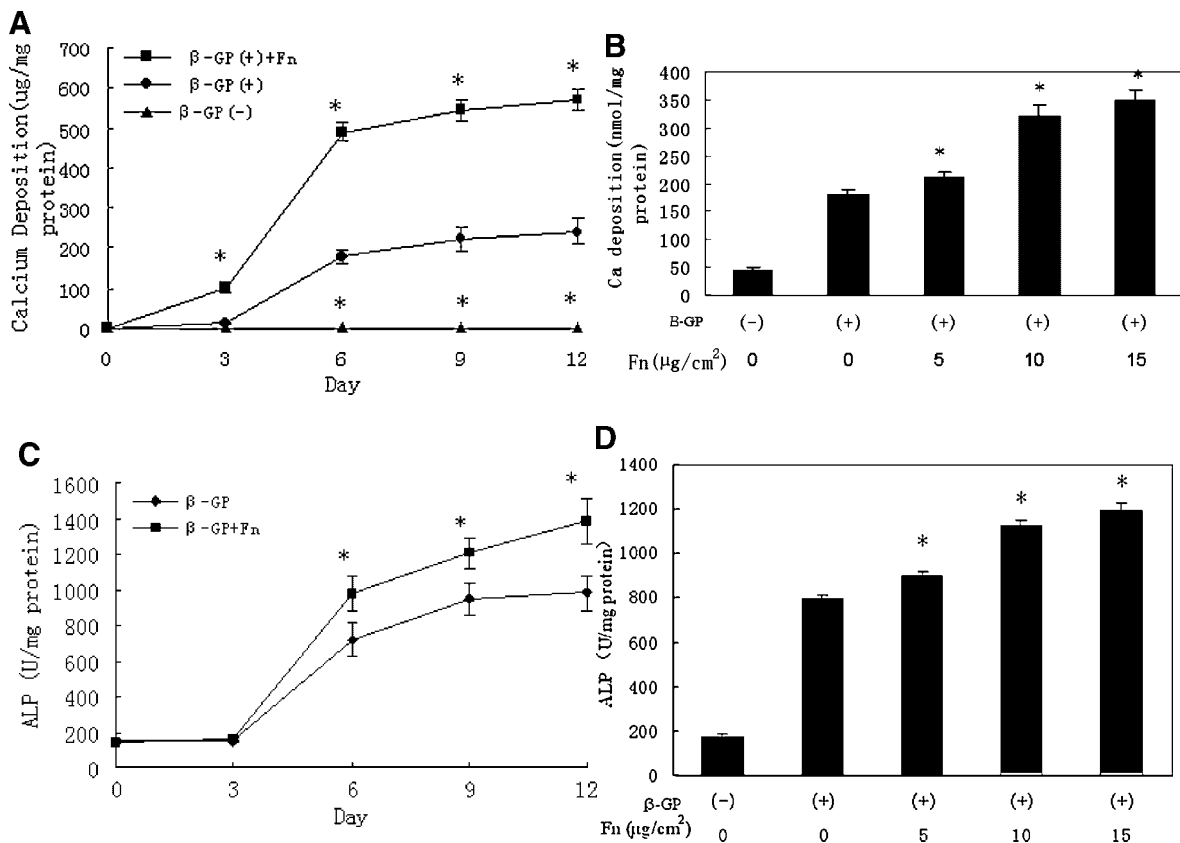 A
Calcium Deposition(ug/mg
protein)
700
600
500
400
300
200
100
0
β-GP(+)+Fn
β-GP(+)
β-GP(-)
*
*
*
*
*
*
*
0 3 6 9 12
Day
B
Ca deposition(nmol/mg
protein)
400
350
300
250
200
150
100
50
0
*
*
*
B-GP (-) (+) (+) (+) (+)
Fn(μg/cm²) 0 0 5 10 15
C
ALP (U/mg protein)
1600
1400
1200
1000
800
600
400
200
0
β-GP
β-GP+Fn
*
*
*
0 3 6 9 12
Day
D
ALP (U/mg protein)
1400
1200
1000
800
600
400
200
0
*
*
*
β-GP (-) (+) (+) (+) (+)
Fn(μg/cm²) 0 0 5 10 15